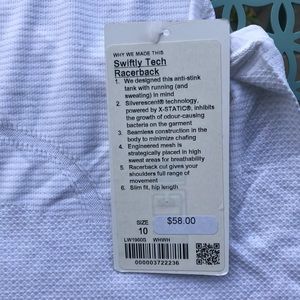 WHY WE MADE THIS
Swiftly Tech
Racerback
1. We designed this anti-stink
tank with running (and
sweating) in mind
2. Silverescent® technology,
powered by X-STATIC®, inhibits
the growth of odour-causing
bacteria on the garment
3. Seamless construction in the
body to minimize chafing
4. Engineered mesh is
strategically placed in high
sweat areas for breathability
5. Racerback cut gives your
shoulders full range of
movement
6. Slim fit, hip length
SIZE
10
$58.00
LW1960S WHWH
000003722236